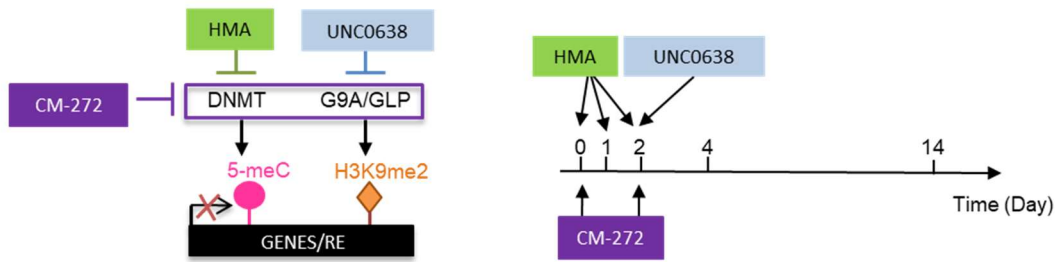 HMA
UNC0638
CM-272
DNMT
G9A/GLP
5-meC
H3K9me2
GENES/RE
HMA
UNC0638
0
1
2
4
14
Time (Day)
CM-272